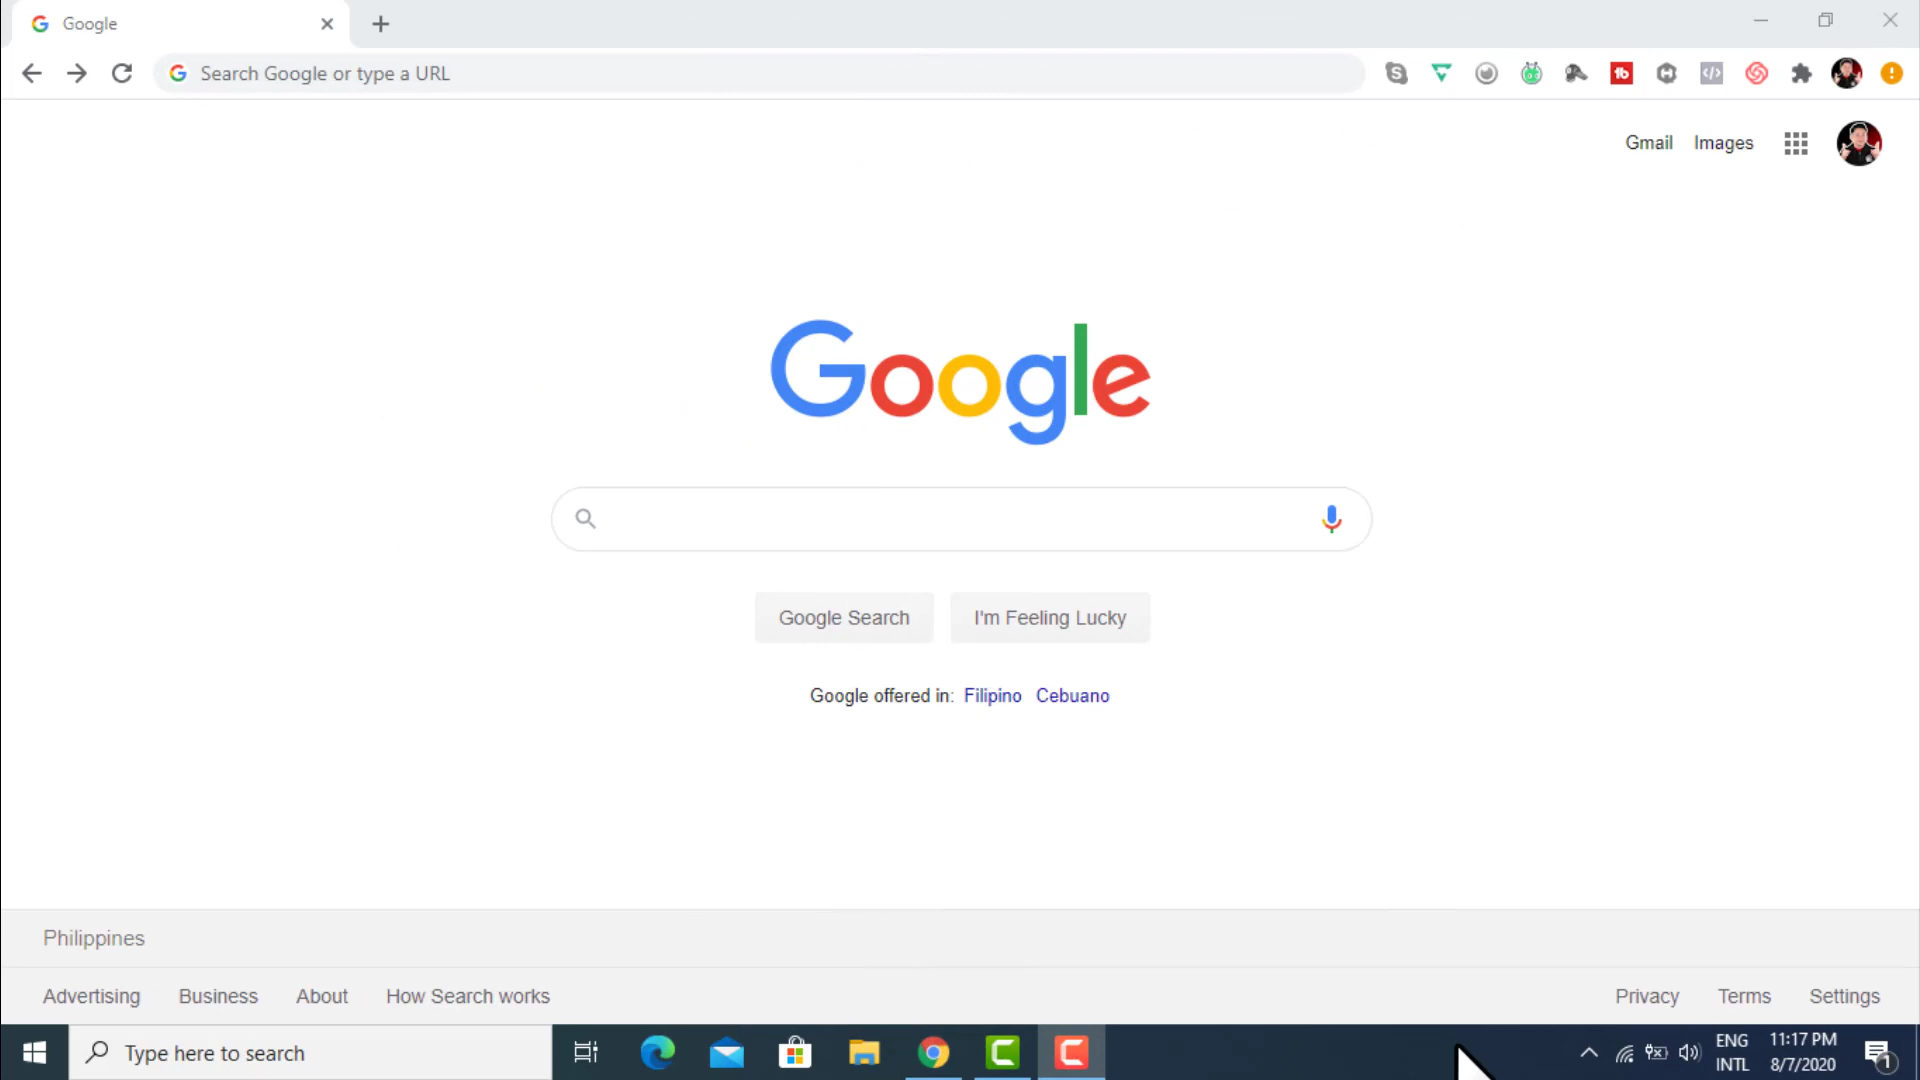 Google
Search Google or type a URL
Gmail Images
Google
Google Search I'm Feeling Lucky
Google offered in: Filipino Cebuano
Philippines
Advertising Business About How Search works Privacy Terms Settings
Type here to search
ENG 11:17 PM
INTL 8/7/2020
1